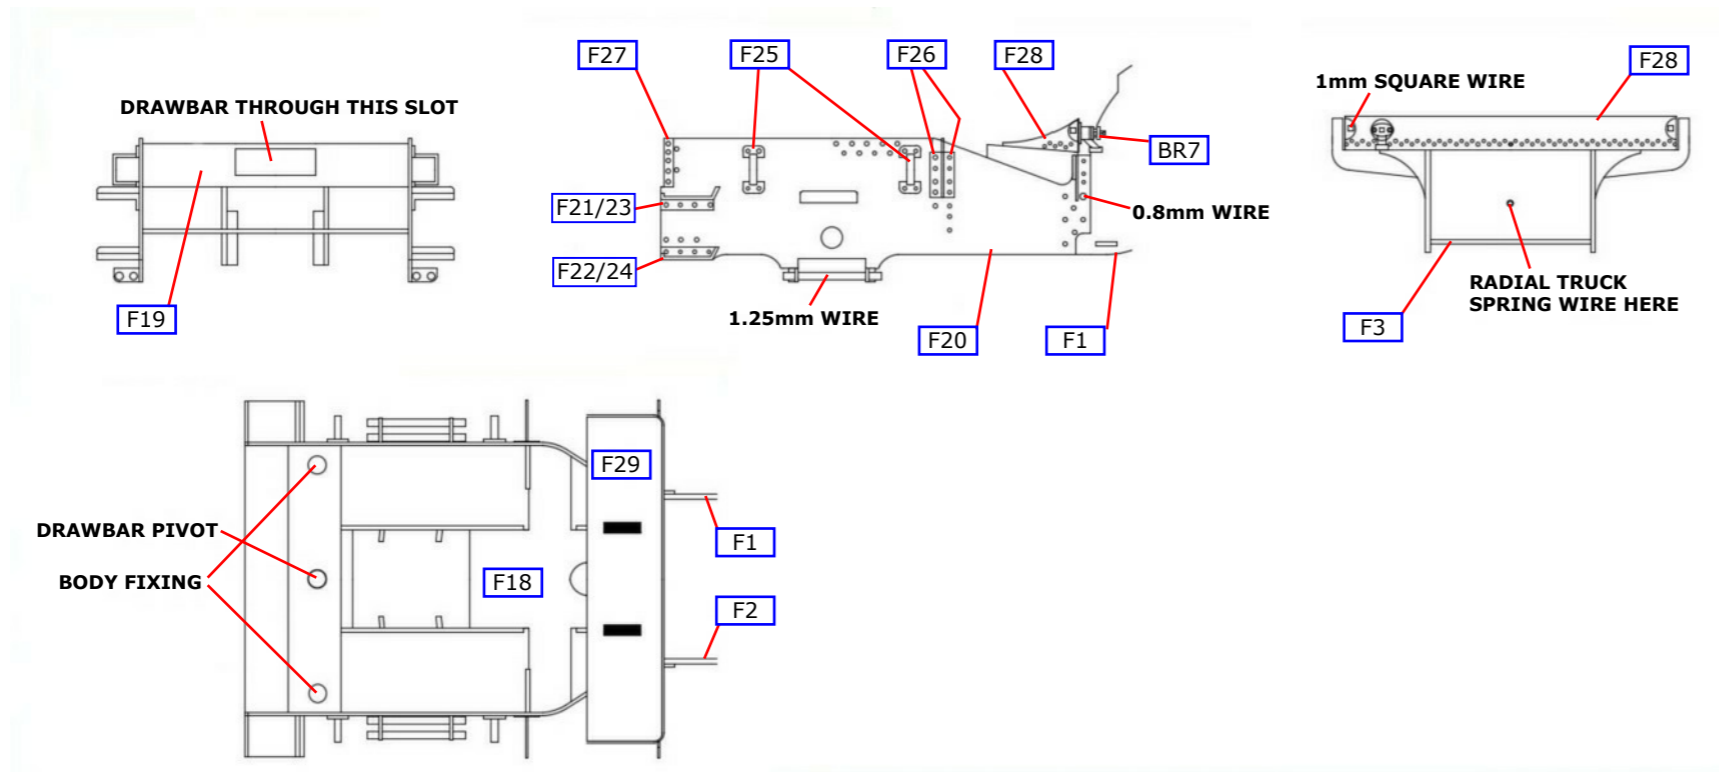 F27
F25
F26
F28
F28
1mm SQUARE WIRE
DRAWBAR THROUGH THIS SLOT
BR7
F21/23
0.8mm WIRE
F22/24
RADIAL TRUCK
SPRING WIRE HERE
F19
1.25mm WIRE
F3
F20
F1
F29
DRAWBAR PIVOT
F1
BODY FIXING
F18
F2